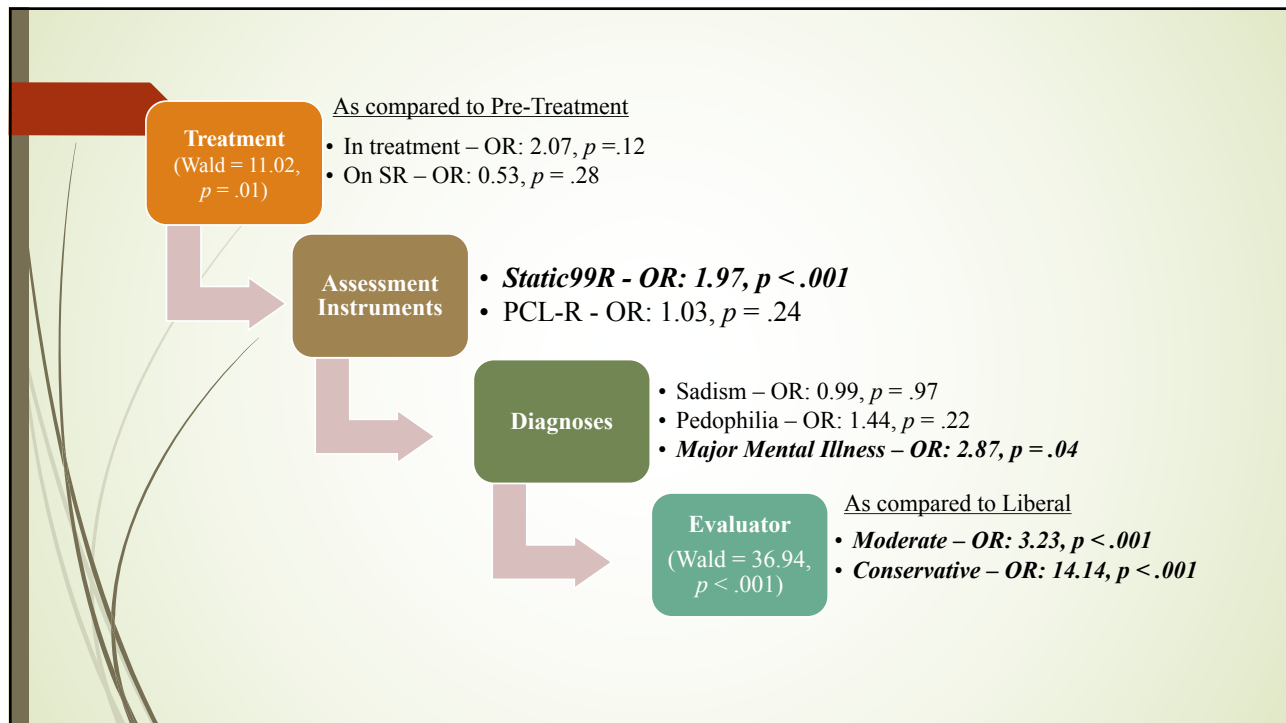 As compared to Pre-Treatment
Treatment
(Wald = 11.02,
p = .01)
• In treatment – OR: 2.07, p =.12
• On SR – OR: 0.53, p = .28
Assessment
Instruments
• Static99R - OR: 1.97, p < .001
• PCL-R - OR: 1.03, p = .24
Diagnoses
• Sadism – OR: 0.99, p = .97
• Pedophilia – OR: 1.44, p = .22
• Major Mental Illness – OR: 2.87, p = .04
As compared to Liberal
Evaluator
(Wald = 36.94,
p < .001)
• Moderate – OR: 3.23, p < .001
• Conservative – OR: 14.14, p < .001